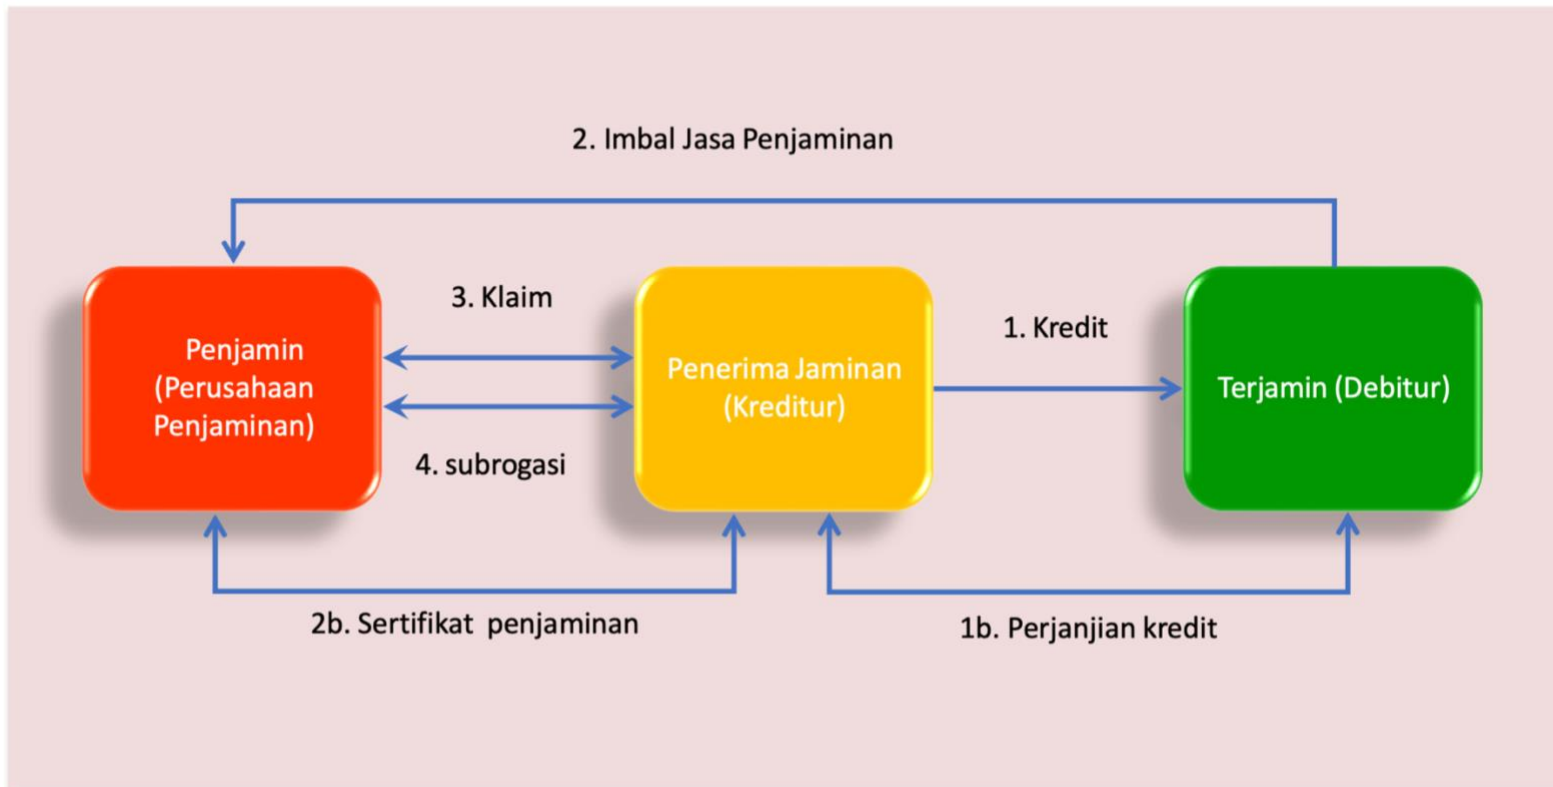 2. Imbal Jasa Penjaminan
3. Klaim
1. Kredit
Penjamin
(Perusahaan
Penjaminan)
Penerima Jaminan
(Kreditur)
Terjamin (Debitur)
4. subrogasi
2b. Sertifikat penjaminan
1b. Perjanjian kredit